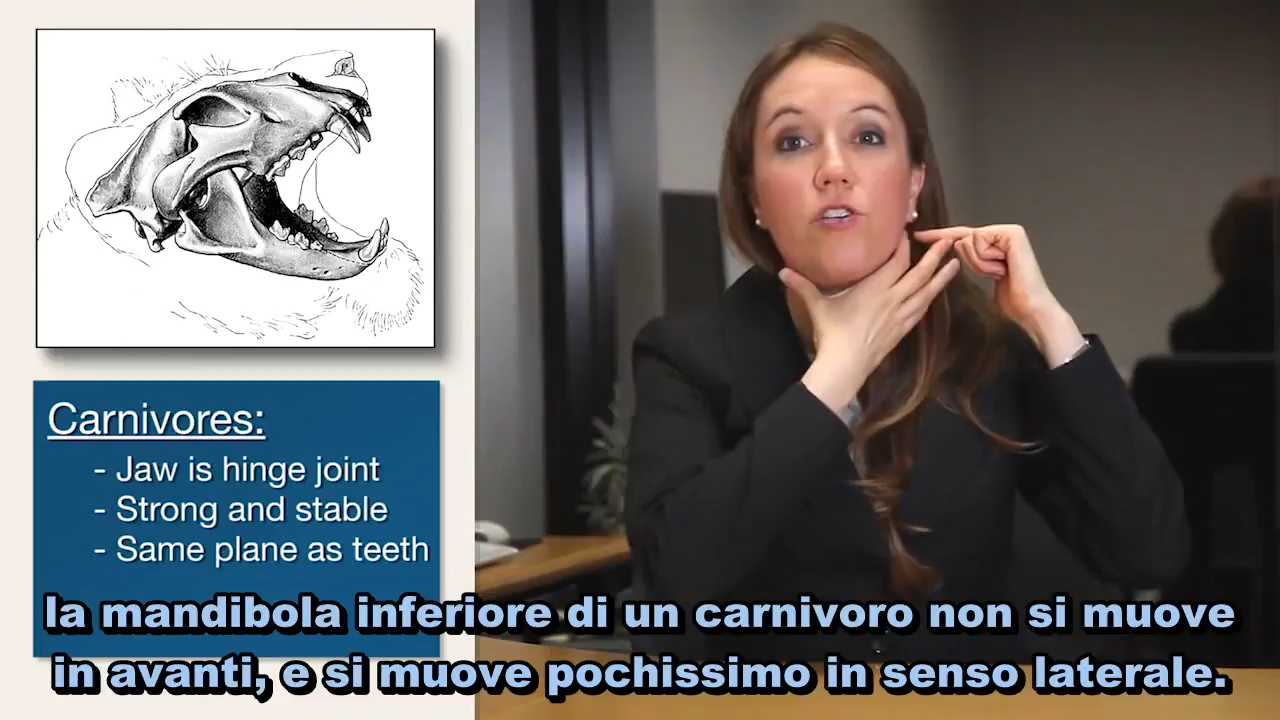 Carnivores:
- Jaw is hinge joint
- Strong and stable
- Same plane as teeth
la mandibola inferiore di un carnivoro non si muove
in avanti, e si muove pochissimo in senso laterale.